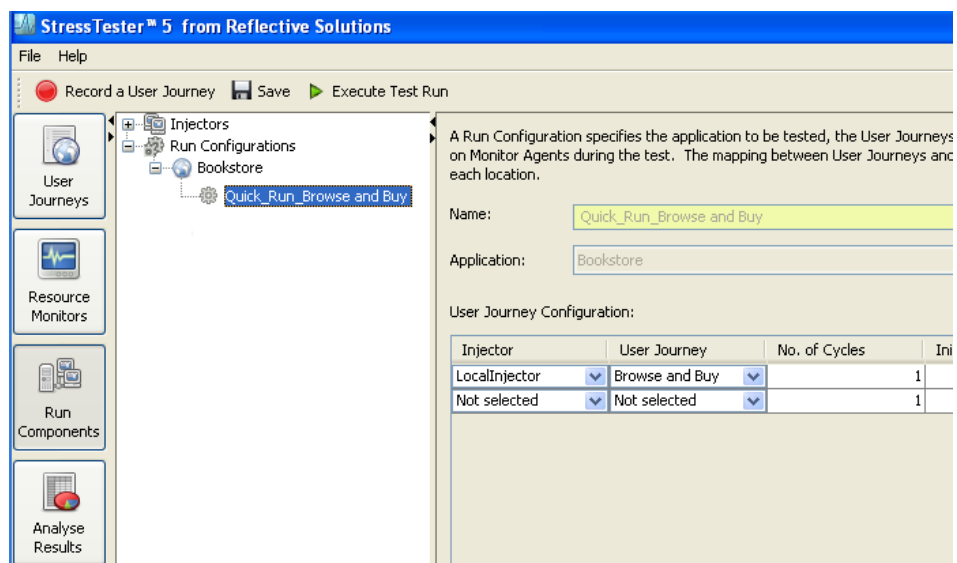 StressTester™ 5 from Reflective Solutions
File Help
Record a User Journey Save Execute Test Run
User
Journeys
Resource
Monitors
Run
Components
Analyse
Results
Injectors
Run Configurations
Bookstore
Quick_Run_Browse and Buy
A Run Configuration specifies the application to be tested, the User Journeys
on Monitor Agents during the test. The mapping between User Journeys and
each location.
Name: Quick_Run_Browse and Buy
Application: Bookstore
User Journey Configuration:
Injector User Journey No. of Cycles Ini
LocalInjector Browse and Buy 1
Not selected Not selected 1